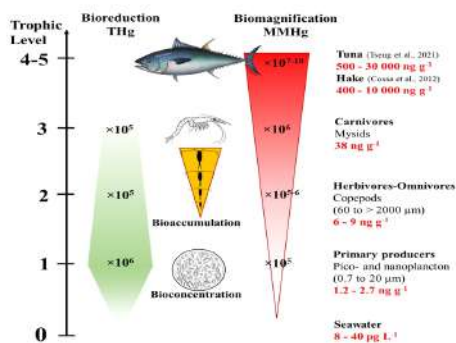 Trophic
Level
Bioreduction
THg
Biomagnification
MMHg
4-5
×10⁷⁻¹⁰
Tuna (Tseng et al., 2021)
500 - 30 000 ng g⁻¹
Hake (Cossa et al., 2012)
400 - 10 000 ng g⁻¹
3
×10⁵
×10⁶
Carnivores
Mysids
38 ng g⁻¹
2
×10⁵
×10⁵⁻⁶
Bioaccumulation
Herbivores-Omnivores
Copepods
(60 to > 2000 µm)
6 - 9 ng g⁻¹
1
×10⁶
×10⁵
Bioconcentration
Primary producers
Pico- and nanoplancton
(0.7 to 20 µm)
1.2 - 2.7 ng g⁻¹
0
Seawater
8 - 40 pg L⁻¹